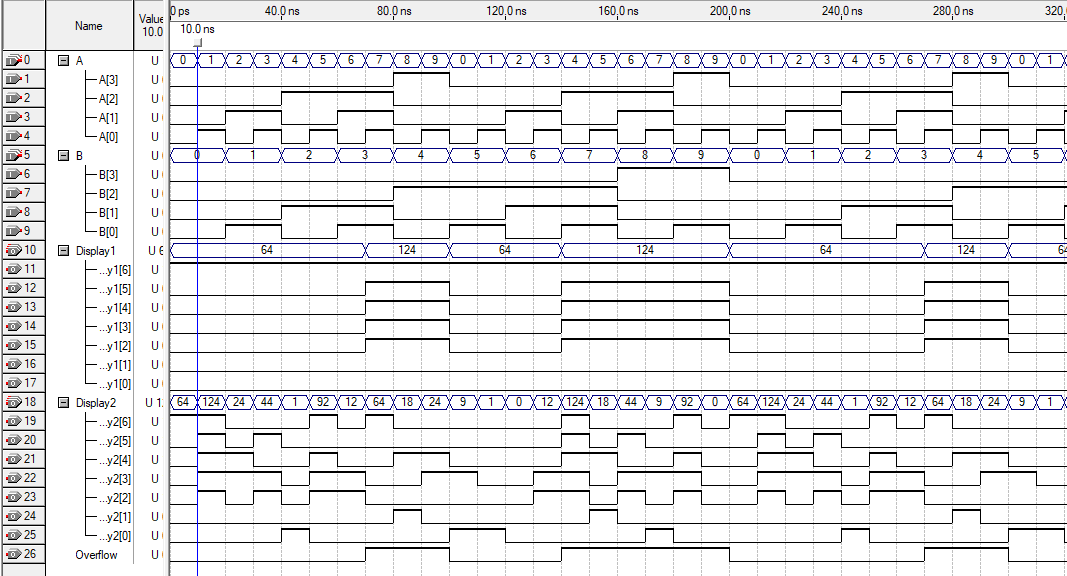 Name Value 10.0 0 ps 40.0 ns 80.0 ns 120.0 ns 160.0 ns 200.0 ns 240.0 ns 280.0 ns 320.
10.0 ns
0 A U 0 1 2 3 4 5 6 7 8 9 0 1 2 3 4 5 6 7 8 9 0 1 2 3 4 5 6 7 8 9 0 1
1 A[3] U
2 A[2] U
3 A[1] U
4 A[0] U
5 B U 0 1 2 3 4 5 6 7 8 9 0 1 2 3 4 5
6 B[3] U
7 B[2] U
8 B[1] U
9 B[0] U
10 Display1 U 6 64 124 64 124 64 124 64
11 ...y1[6] U
12 ...y1[5] U
13 ...y1[4] U
14 ...y1[3] U
15 ...y1[2] U
16 ...y1[1] U
17 ...y1[0] U
18 Display2 U 1 64 124 24 44 1 92 12 64 18 24 9 1 0 12 124 18 44 9 92 0 64 124 24 44 1 92 12 64 18 24 9 1
19 ...y2[6] U
20 ...y2[5] U
21 ...y2[4] U
22 ...y2[3] U
23 ...y2[2] U
24 ...y2[1] U
25 ...y2[0] U
26 Overflow U